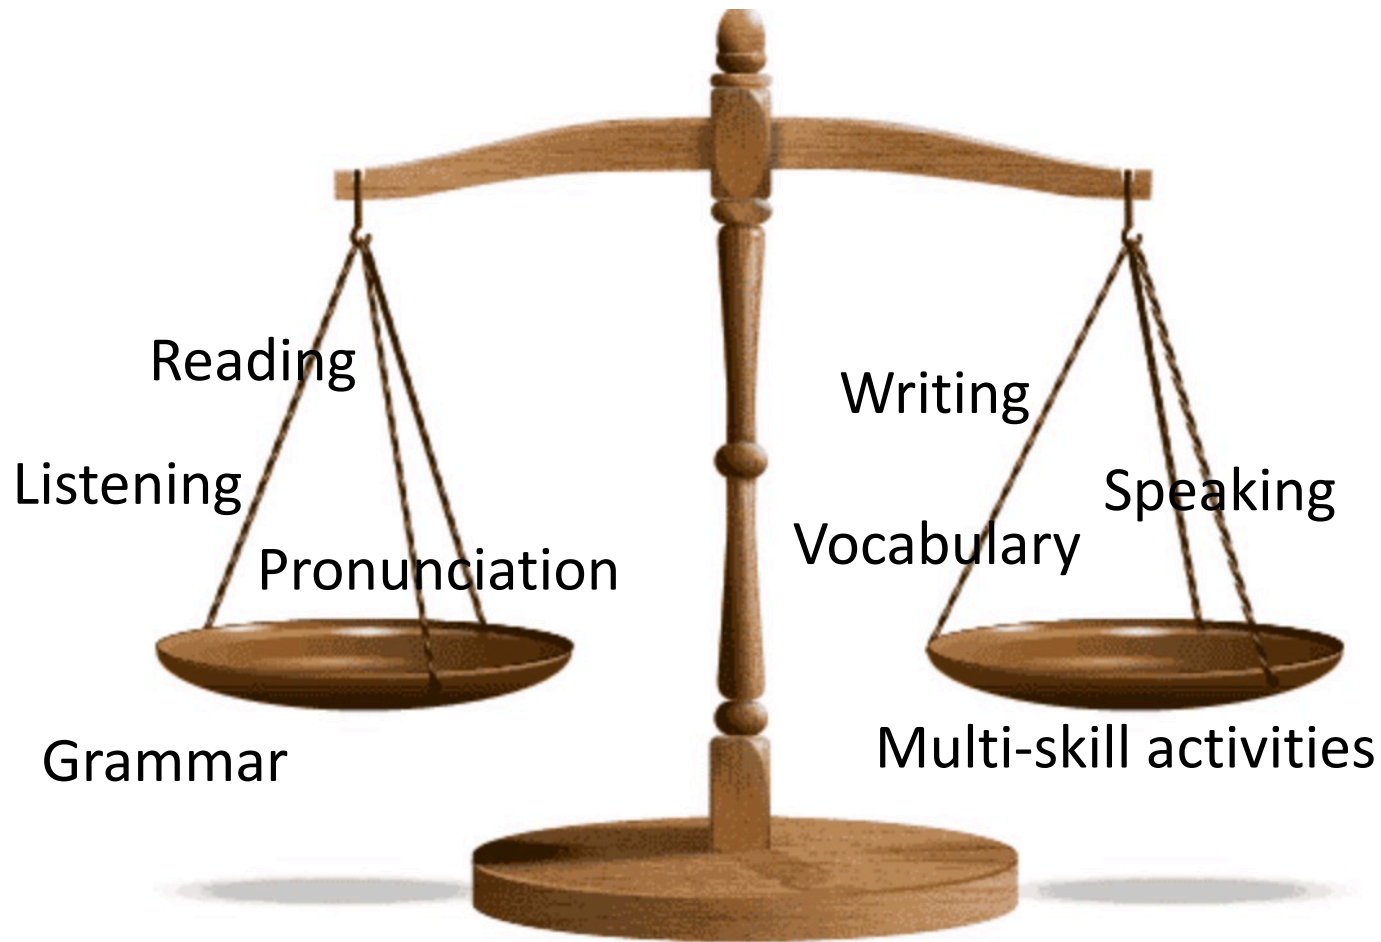 Reading
Writing
Listening
Speaking
Vocabulary
Pronunciation
Multi-skill activities
Grammar